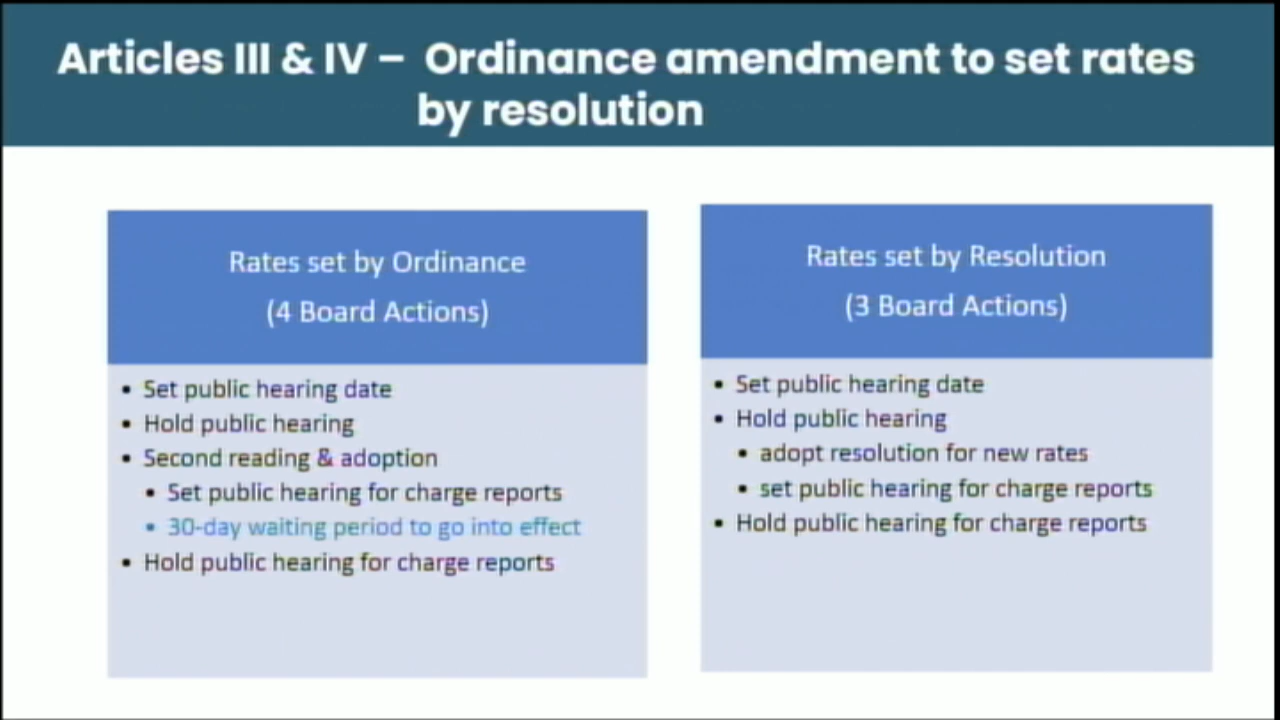 Articles III & IV – Ordinance amendment to set rates
by resolution
Rates set by Ordinance
(4 Board Actions)
• Set public hearing date
• Hold public hearing
• Second reading & adoption
• Set public hearing for charge reports
• 30-day waiting period to go into effect
• Hold public hearing for charge reports
Rates set by Resolution
(3 Board Actions)
• Set public hearing date
• Hold public hearing
• adopt resolution for new rates
• set public hearing for charge reports
• Hold public hearing for charge reports